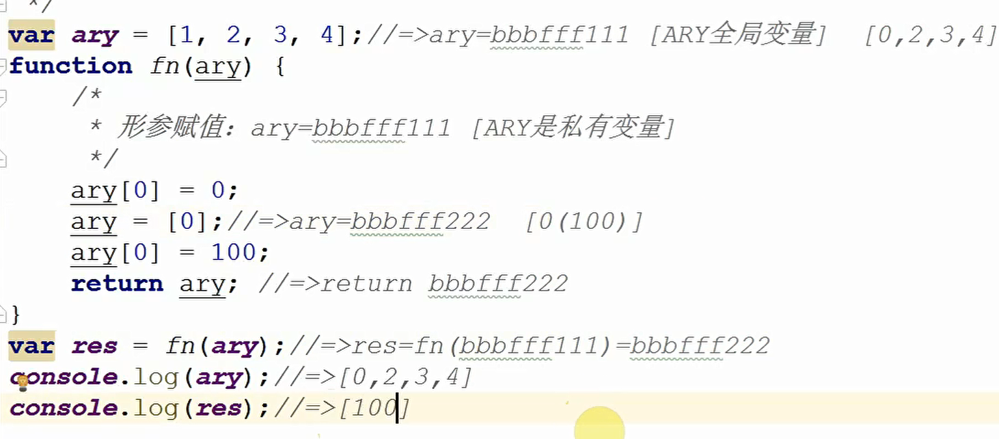 */
var ary = [1, 2, 3, 4];//=>ary=bbbfff111 [ARY全局变量] [0,2,3,4]
function fn(ary) {
/*
* 形参赋值：ary=bbbfff111 [ARY是私有变量]
*/
ary[0] = 0;
ary = [0];//=>ary=bbbfff222 [0(100)]
ary[0] = 100;
return ary; //=>return bbbfff222
}
var res = fn(ary);//=>res=fn(bbbfff111)=bbbfff222
console.log(ary);//=>[0,2,3,4]
console.log(res);//=>[100]